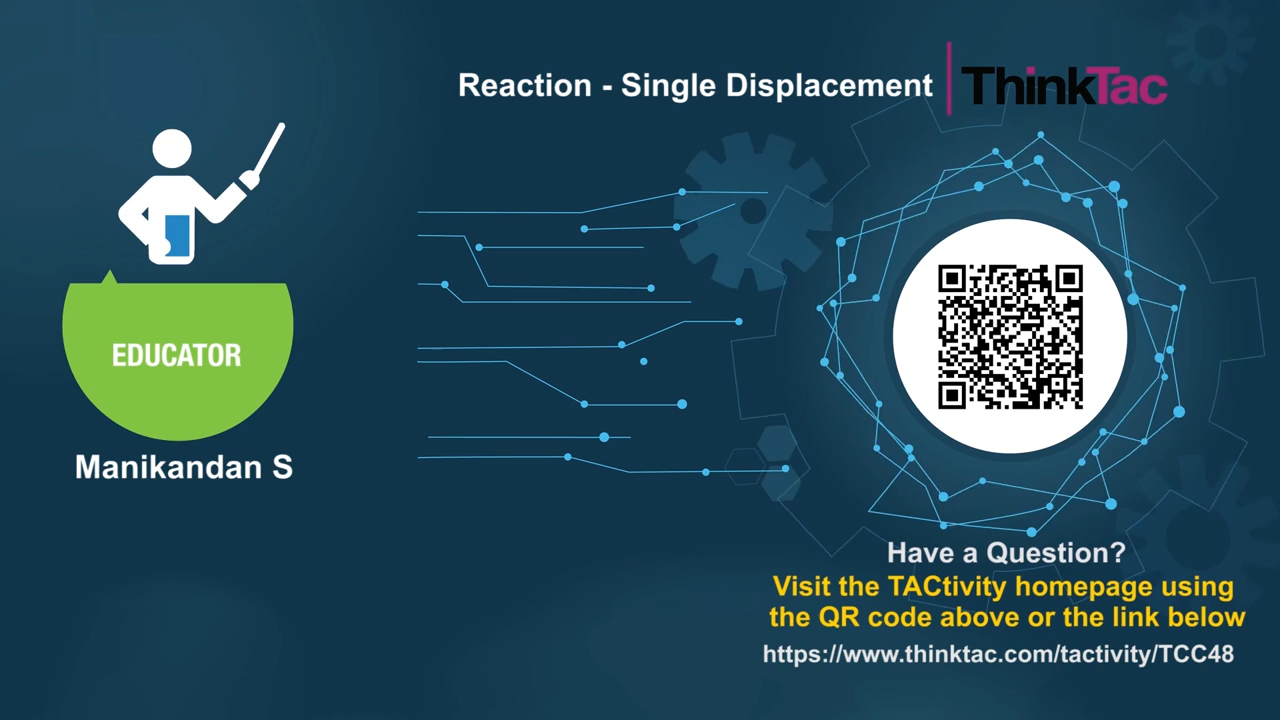 Reaction - Single Displacement
ThinkTac
EDUCATOR
Manikandan S
Have a Question?
Visit the TACtivity homepage using
the QR code above or the link below
https://www.thinktac.com/tactivity/TCC48